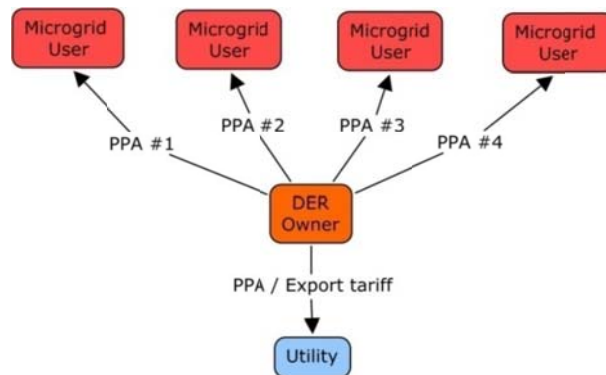 Microgrid
User
Microgrid
User
Microgrid
User
Microgrid
User
PPA #1
PPA #2
PPA #3
PPA #4
DER
Owner
PPA / Export tariff
Utility